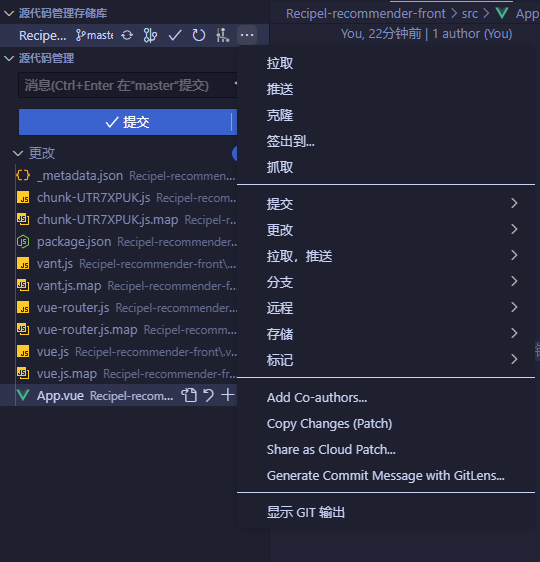 源代码管理存储库
Recipe... master
源代码管理
消息(Ctrl+Enter 在"master"提交)
提交
更改
_metadata.json Recipel-recommen...
chunk-UTR7XPUK.js Recipel-recom...
chunk-UTR7XPUK.js.map Recipel-r...
package.json Recipel-recommender...
vant.js Recipel-recommender-front\...
vant.js.map Recipel-recommender-f...
vue-router.js Recipel-recommende...
vue-router.js.map Recipel-recomm...
vue.js Recipel-recommender-front\.v...
vue.js.map Recipel-recommender-fr...
App.vue Recipel-recom...
Recipel-recommender-front > src > App
You, 22分钟前 | 1 author (You)
拉取
推送
克隆
签出到...
抓取
提交
更改
拉取，推送
分支
远程
存储
标记
Add Co-authors...
Copy Changes (Patch)
Share as Cloud Patch...
Generate Commit Message with GitLens...
显示 GIT 输出